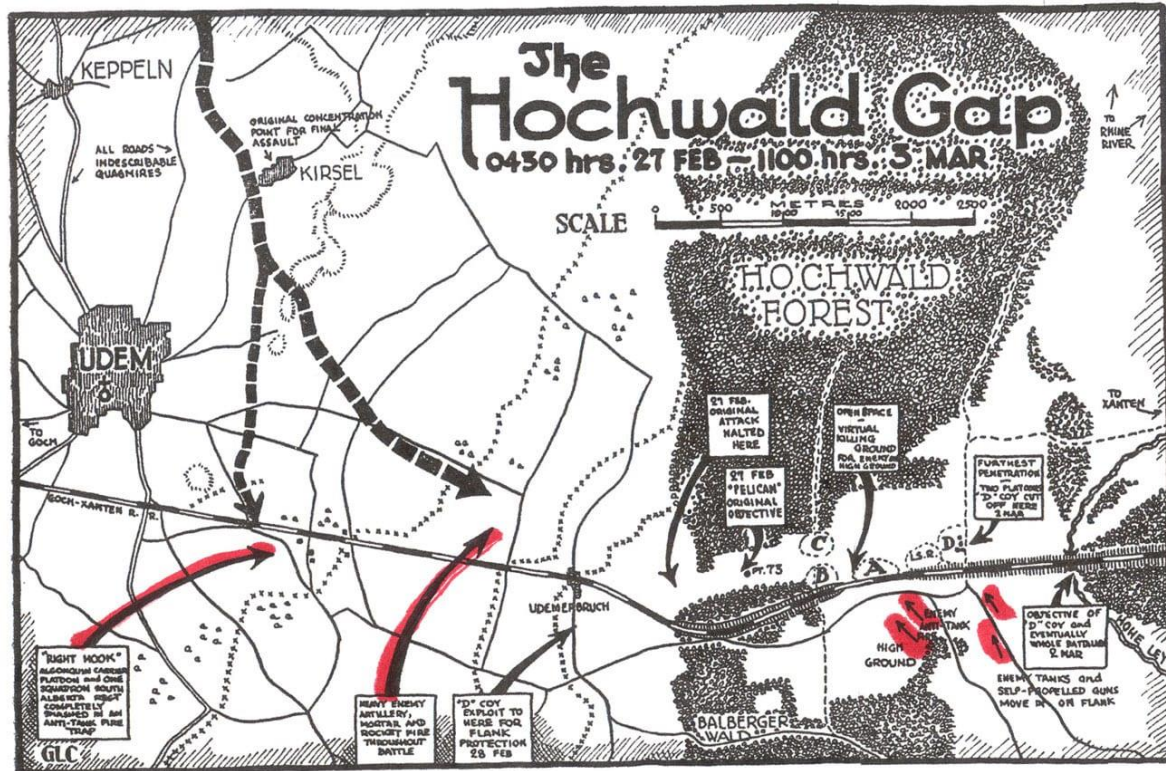 The
Hochwald Gap
0430 hrs. 27 FEB – 1100 hrs. 3 MAR
SCALE
METRES
0 500 1000 1500 2000 2500
KEPPELN
ALL ROADS
INDESCRIBABLE
QUAGMIRES
ORIGINAL CONCENTRATION
POINT FOR FINAL
ASSAULT
KIRSEL
TO
RHINE
RIVER
HOCHWALD
FOREST
UDEM
TO
GOCH
GOCH-XANTEN R. R.
27 FEB.
ORIGINAL
ATTACK
HALTED
HERE
27 FEB
"PELICAN"
ORIGINAL
OBJECTIVE
OPEN SPACE
VIRTUAL
KILLING
GROUND
FOR ENEMY ON
HIGH GROUND
TO
XANTEN
FURTHEST
PENETRATION
TWO PLATOONS
"D" COY CUT
OFF HERE
2 MAR
C
B
A
D
PT. 73
UDEMERBRUCH
ENEMY
ANTI-TANK
HIGH
GROUND
OBJECTIVE OF
"D" COY and
EVENTUALLY
WHOLE BATTALION
2 MAR
HOHE LEY
ENEMY TANKS and
SELF-PROPELLED GUNS
MOVE IN ON FLANK
"RIGHT HOOK"
ALGONQUIN CARRIER
PLATOON and ONE
SQUADRON SOUTH
ALBERTA REGT
COMPLETELY
SMASHED IN AN
ANTI-TANK FIRE
TRAP
HEAVY ENEMY
ARTILLERY,
MORTAR and
ROCKET FIRE
THROUGHOUT
BATTLE
"D" COY
EXPLOIT TO
HERE FOR
FLANK
PROTECTION
28 FEB
BALBERGER
WALD
GLC